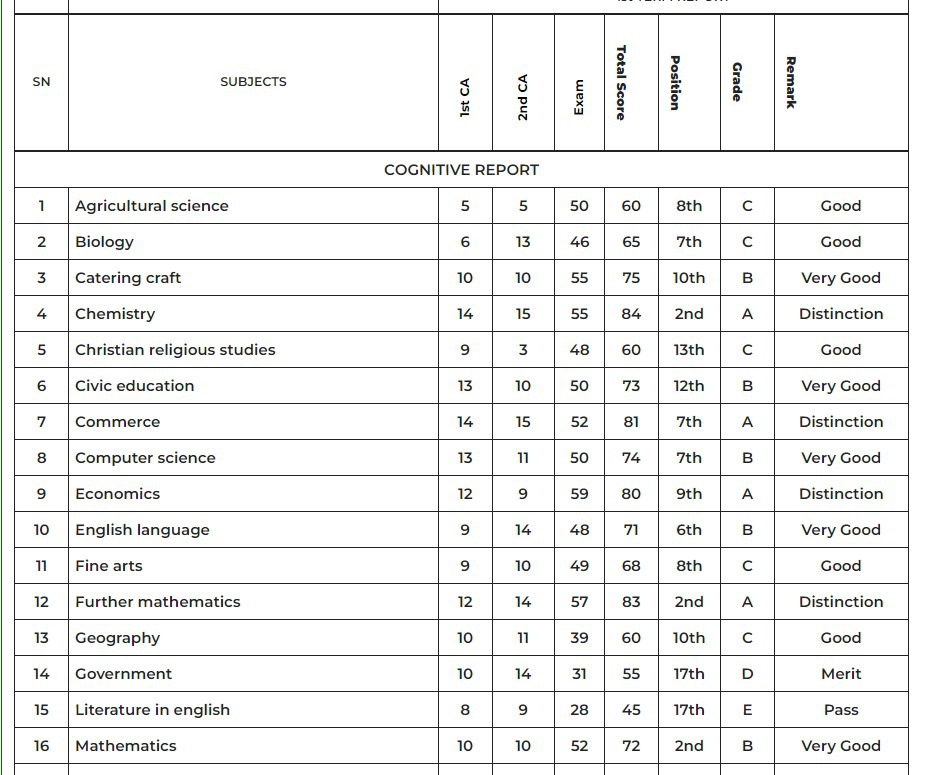 SN SUBJECTS 1st CA 2nd CA Exam Total Score Position Grade Remark
COGNITIVE REPORT
1 Agricultural science 5 5 50 60 8th C Good
2 Biology 6 13 46 65 7th C Good
3 Catering craft 10 10 55 75 10th B Very Good
4 Chemistry 14 15 55 84 2nd A Distinction
5 Christian religious studies 9 3 48 60 13th C Good
6 Civic education 13 10 50 73 12th B Very Good
7 Commerce 14 15 52 81 7th A Distinction
8 Computer science 13 11 50 74 7th B Very Good
9 Economics 12 9 59 80 9th A Distinction
10 English language 9 14 48 71 6th B Very Good
11 Fine arts 9 10 49 68 8th C Good
12 Further mathematics 12 14 57 83 2nd A Distinction
13 Geography 10 11 39 60 10th C Good
14 Government 10 14 31 55 17th D Merit
15 Literature in english 8 9 28 45 17th E Pass
16 Mathematics 10 10 52 72 2nd B Very Good